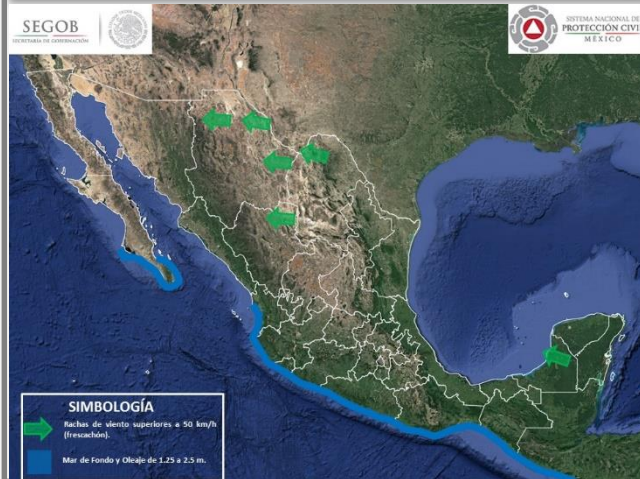 SEGOB
SECRETARÍA DE GOBERNACIÓN
SISTEMA NACIONAL DE
PROTECCIÓN CIVI
MÉXICO
SIMBOLOGÍA
Rachas de viento superiores a 50 km/h
(frescachón).
Mar de Fondo y Oleaje de 1.25 a 2.5 m.